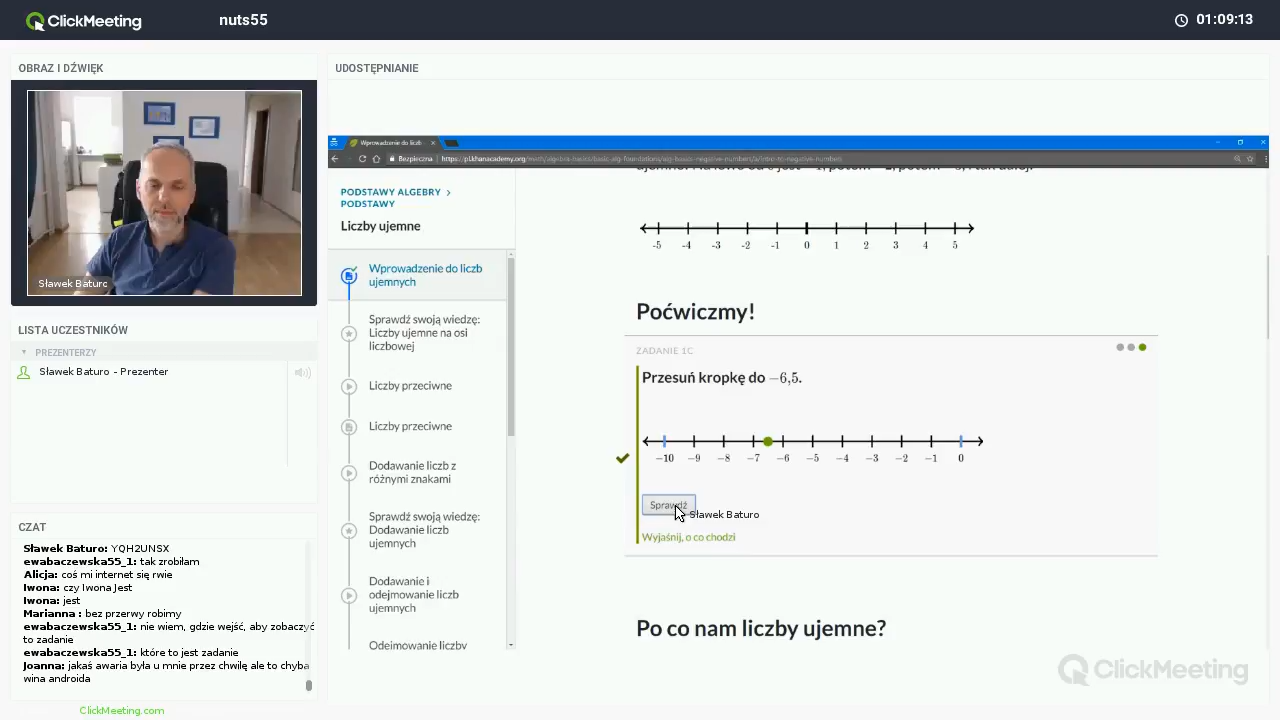 ClickMeeting
nuts55
01:09:13
OBRAZ I DŹWIĘK
Sławek Baturo
LISTA UCZESTNIKÓW
PREZENTERZY
Sławek Baturo - Prezenter
CZAT
Sławek Baturo: YQH2UNSX
ewabaczewska55_1: tak zrobiłam
Alicja: coś mi internet się rwie
Iwona: czy Iwona Jest
Iwona: jest
Marianna : bez przerwy robimy
ewabaczewska55_1: nie wiem, gdzie wejść, aby zobaczyć
to zadanie
ewabaczewska55_1: które to jest zadanie
Joanna: jakaś awaria była u mnie przez chwilę ale to chyba
wina androida
ClickMeeting.com
UDOSTĘPNIANIE
Wprowadzenie do liczb
Bezpieczna https://pl.khanacademy.org/math/algebra-basics/basic-alg-foundations/alg-basics-negative-numbers/a/intro-to-negative-numbers
PODSTAWY ALGEBRY >
PODSTAWY
Liczby ujemne
Wprowadzenie do liczb
ujemnych
Sprawdź swoją wiedzę:
Liczby ujemne na osi
liczbowej
Liczby przeciwne
Liczby przeciwne
Dodawanie liczb z
różnymi znakami
Sprawdź swoją wiedzę:
Dodawanie liczb
ujemnych
Dodawanie i
odejmowanie liczb
ujemnych
Odejmowanie liczby
-5 -4 -3 -2 -1 0 1 2 3 4 5
Poćwiczmy!
ZADANIE 1C
Przesuń kropkę do −6,5.
−10 −9 −8 −7 −6 −5 −4 −3 −2 −1 0
Sprawdź
Sławek Baturo
Wyjaśnij, o co chodzi
Po co nam liczby ujemne?
ClickMeeting